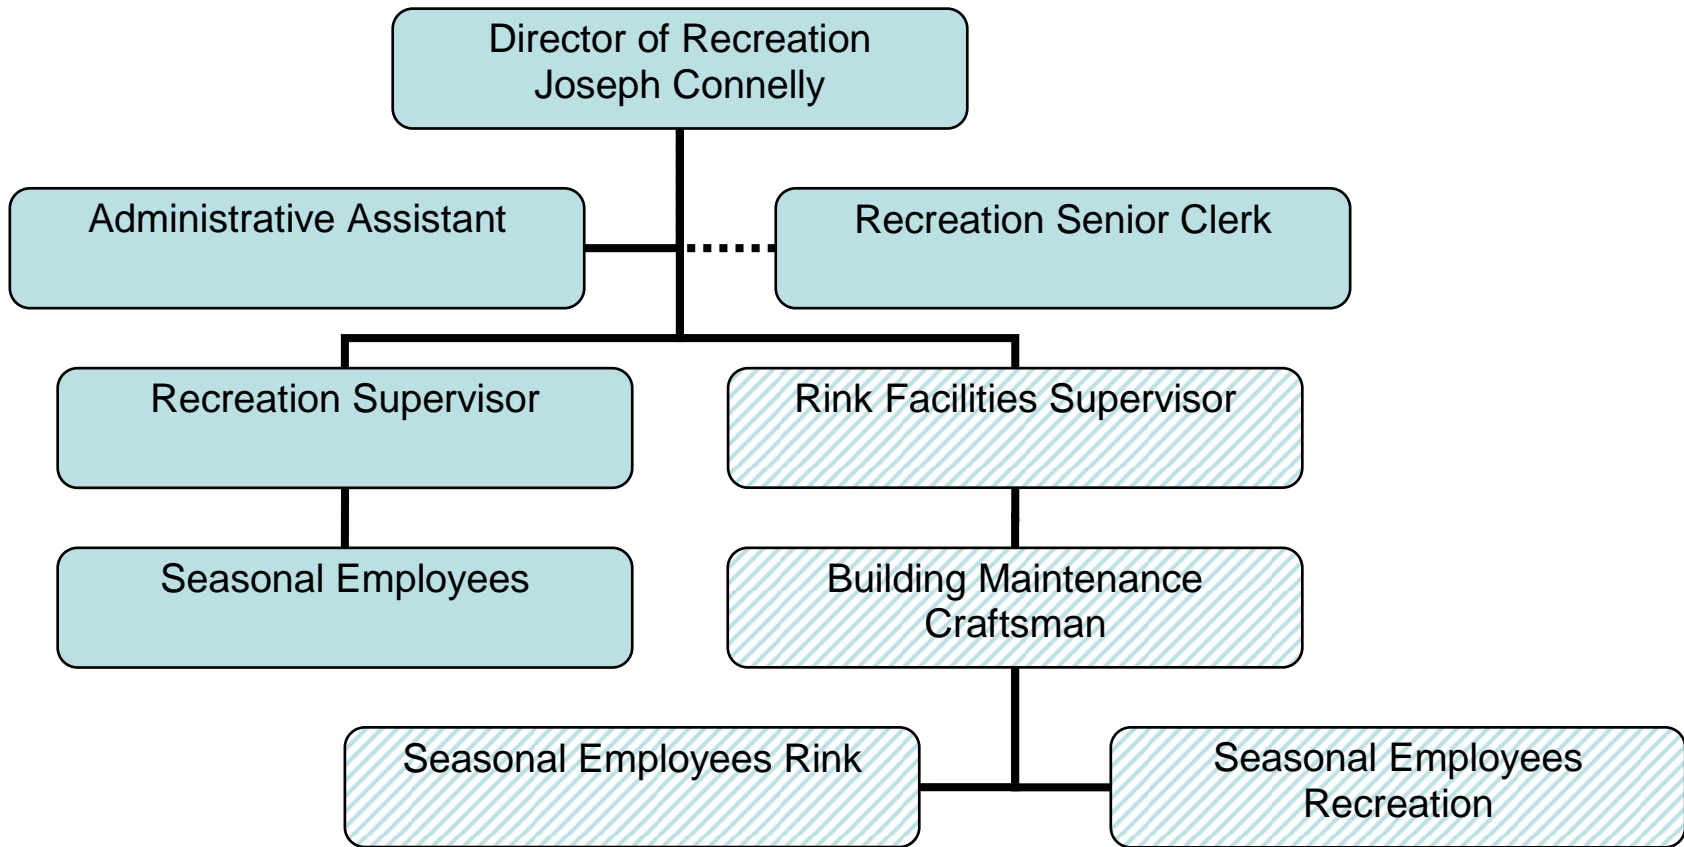 Director of Recreation
Joseph Connelly
Administrative Assistant
Recreation Senior Clerk
Recreation Supervisor
Rink Facilities Supervisor
Seasonal Employees
Building Maintenance
Craftsman
Seasonal Employees Rink
Seasonal Employees
Recreation